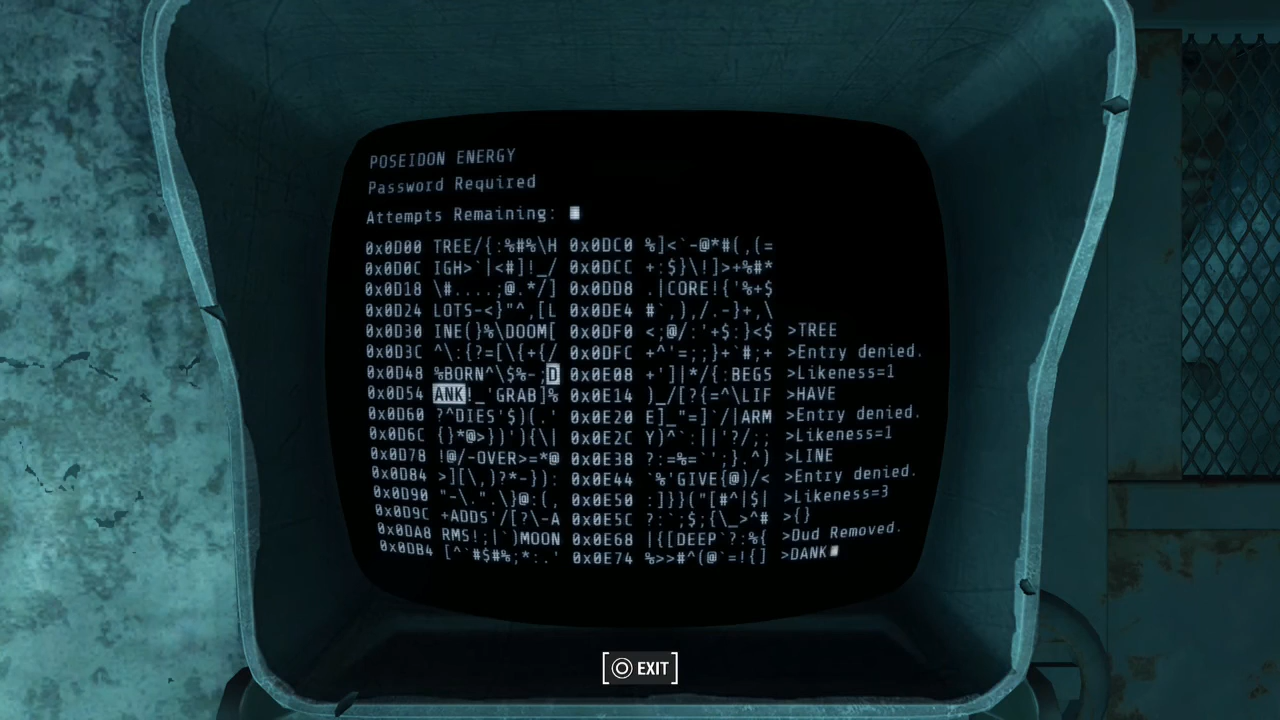 POSEIDON ENERGY
Password Required
Attempts Remaining: ■
0x0D00 TREE/{:%#%\H 0x0DC0 %]<`-@*#(,(=
0x0D0C IGH>`|<#]!_/ 0x0DCC +:$}\!]>+%#*
0x0D18 \#....;@.*/] 0x0DD8 .|CORE!{'%+$
0x0D24 LOTS-<}"^,[L 0x0DE4 #`,),/.-}+,\
0x0D30 INE(}%\DOOM[ 0x0DF0 <;@/:'+$:}<$ >TREE
0x0D3C ^\:{?=[\{+{/ 0x0DFC +^'=;;}+`#;+ >Entry denied.
0x0D48 %BORN^\$%-;D 0x0E08 +']|*/{:BEGS >Likeness=1
0x0D54 ANK!_'GRAB]% 0x0E14 )_/[?{=^\LIF >HAVE
0x0D60 ?^DIES'$)(.' 0x0E20 E]_"=]`/|ARM >Entry denied.
0x0D6C {}*@>})'){\| 0x0E2C Y)^`:||'?/;; >Likeness=1
0x0D78 !@/-OVER>=*@ 0x0E38 ?:=%=`';}.^) >LINE
0x0D84 >][\,)?*-}): 0x0E44 `%'GIVE{@)/< >Entry denied.
0x0D90 "-\.".\}@:(, 0x0E50 :]}}("[#^|$| >Likeness=3
0x0D9C +ADDS'/[?\-A 0x0E5C ?:`;$;{\_>^# >{}
0x0DA8 RMS!;|`)MOON 0x0E68 |{[DEEP`?:%{ >Dud Removed.
0x0DB4 [^`#$#%;*:.' 0x0E74 %>>#^(@`=!{] >DANK■
EXIT